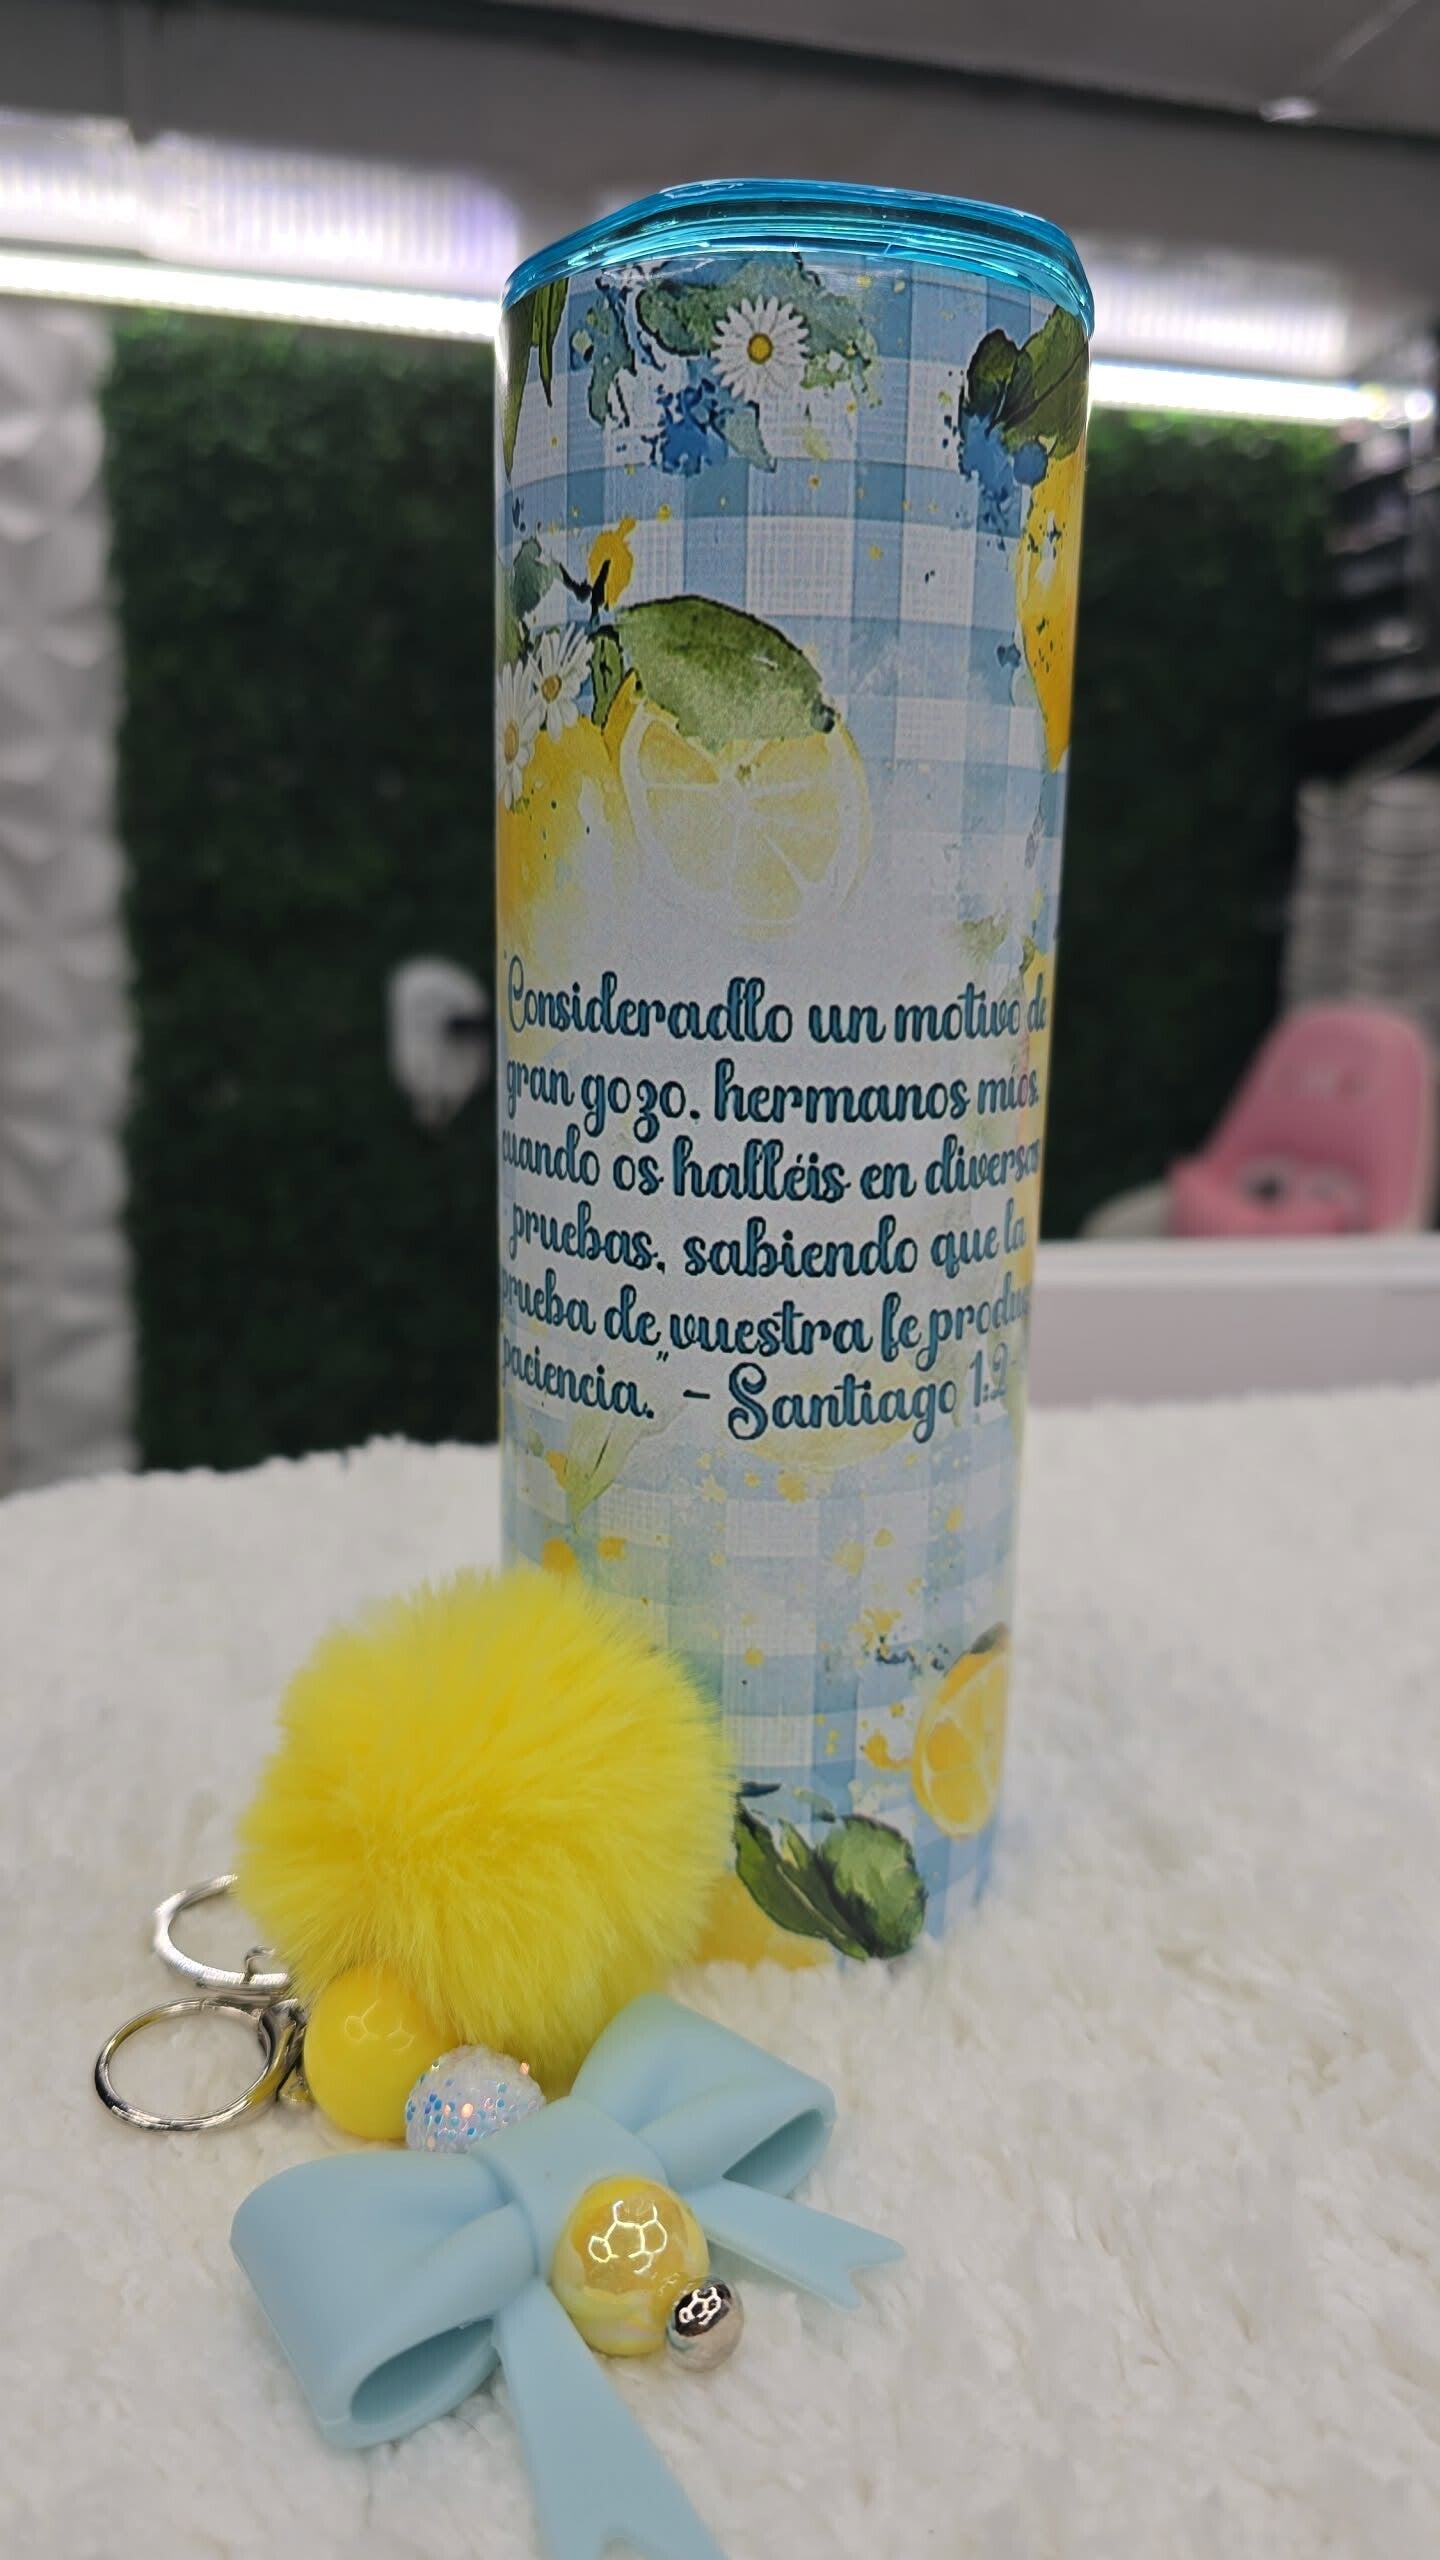 "Consideradlo un motivo de
gran gozo, hermanos míos,
cuando os halléis en diversas
pruebas, sabiendo que la
prueba de vuestra fe produce
paciencia." - Santiago 1:2